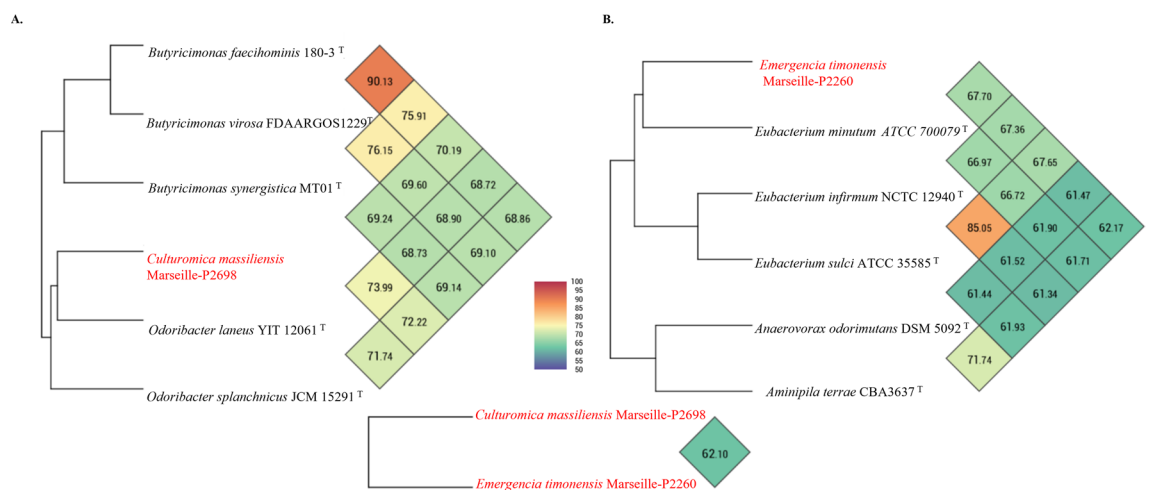 A.
B.
Butyricimonas faecihominis 180-3 T
Butyricimonas virosa FDAARGOS1229T
Butyricimonas synergistica MT01 T
Culturomica massiliensis
Marseille-P2698
Odoribacter laneus YIT 12061 T
Odoribacter splanchnicus JCM 15291 T
90.13
75.91
76.15
70.19
69.60
68.72
69.24
68.90
68.86
68.73
69.10
73.99
69.14
72.22
71.74
100
95
90
85
80
75
70
65
60
55
50
Emergencia timonensis
Marseille-P2260
Eubacterium minutum ATCC 700079 T
Eubacterium infirmum NCTC 12940 T
Eubacterium sulci ATCC 35585 T
Anaerovorax odorimutans DSM 5092 T
Aminipila terrae CBA3637 T
67.70
67.36
66.97
67.65
66.72
61.47
85.05
61.90
62.17
61.52
61.71
61.44
61.34
61.93
71.74
Culturomica massiliensis Marseille-P2698
62.10
Emergencia timonensis Marseille-P2260